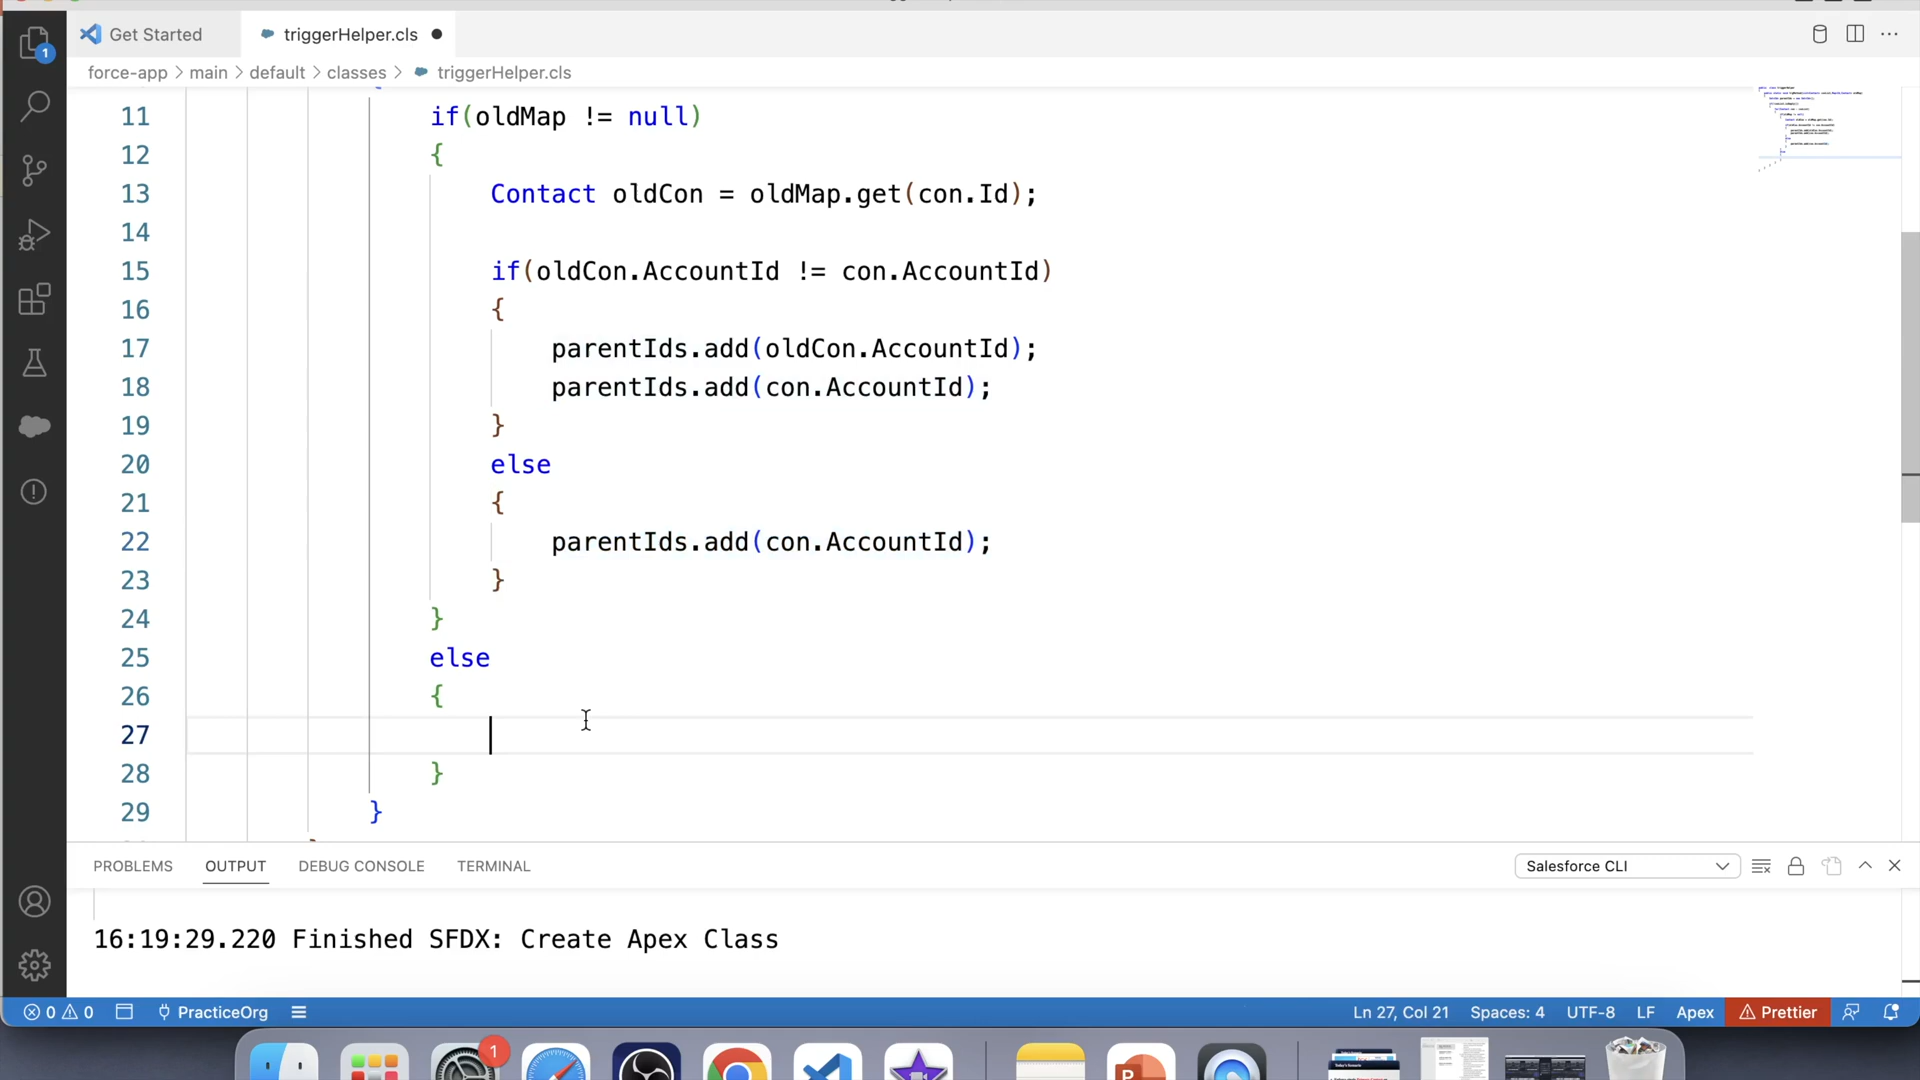 Get Started
triggerHelper.cls
1
force-app > main > default > classes > triggerHelper.cls
11 if(oldMap != null)
12 {
13 Contact oldCon = oldMap.get(con.Id);
14
15 if(oldCon.AccountId != con.AccountId)
16 {
17 parentIds.add(oldCon.AccountId);
18 parentIds.add(con.AccountId);
19 }
20 else
21 {
22 parentIds.add(con.AccountId);
23 }
24 }
25 else
26 {
27
28 }
29 }
PROBLEMS OUTPUT DEBUG CONSOLE TERMINAL
Salesforce CLI
16:19:29.220 Finished SFDX: Create Apex Class
0 0 PracticeOrg
Ln 27, Col 21 Spaces: 4 UTF-8 LF Apex Prettier
1
P